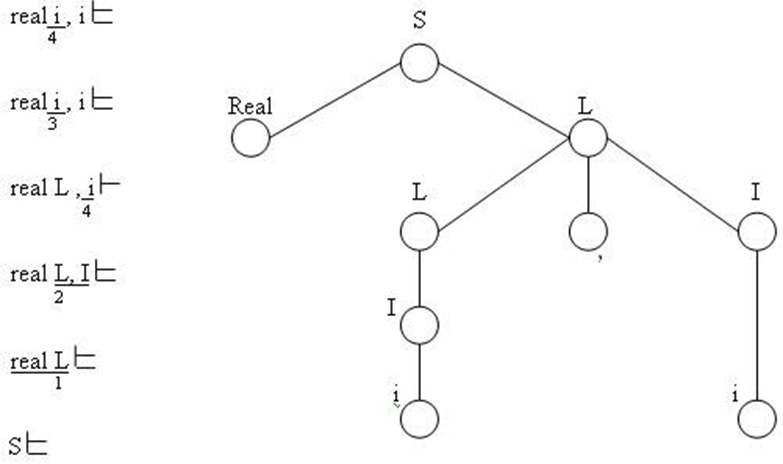 real i , i ⊢
4
real i , i ⊢
3
real L , i ⊢
4
real L, I ⊢
2
real L ⊢
1
S ⊢
S
Real
L
L
I
,
I
i
i